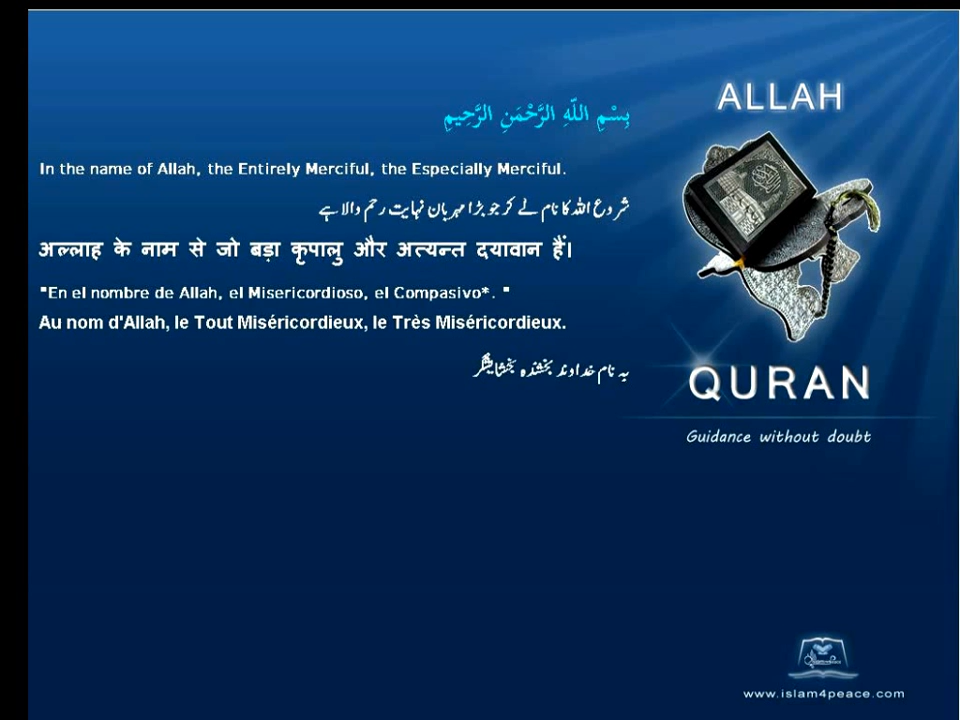 بِسْمِ اللّهِ الرَّحْمَنِ الرَّحِيمِ
In the name of Allah, the Entirely Merciful, the Especially Merciful.
شروع الله کا نام لے کر جو بڑا مہربان نہایت رحم والا ہے
अल्लाह के नाम से जो बड़ा कृपालु और अत्यन्त दयावान हैं।
"En el nombre de Allah, el Misericordioso, el Compasivo*. "
Au nom d'Allah, le Tout Miséricordieux, le Très Miséricordieux.
به نام خداوند بخشنده بخشایشگر
ALLAH
QURAN
Guidance without doubt
www.islam4peace.com